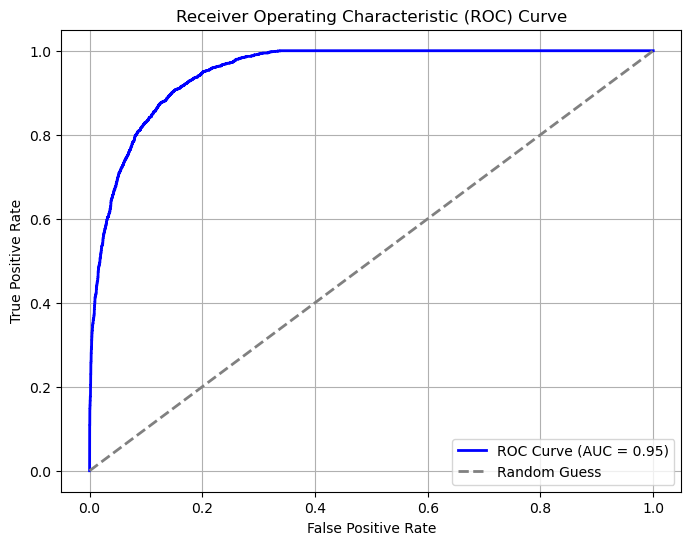 Receiver Operating Characteristic (ROC) Curve
1.0
0.8
0.6
0.4
0.2
0.0
True Positive Rate
0.0 0.2 0.4 0.6 0.8 1.0
False Positive Rate
ROC Curve (AUC = 0.95)
Random Guess